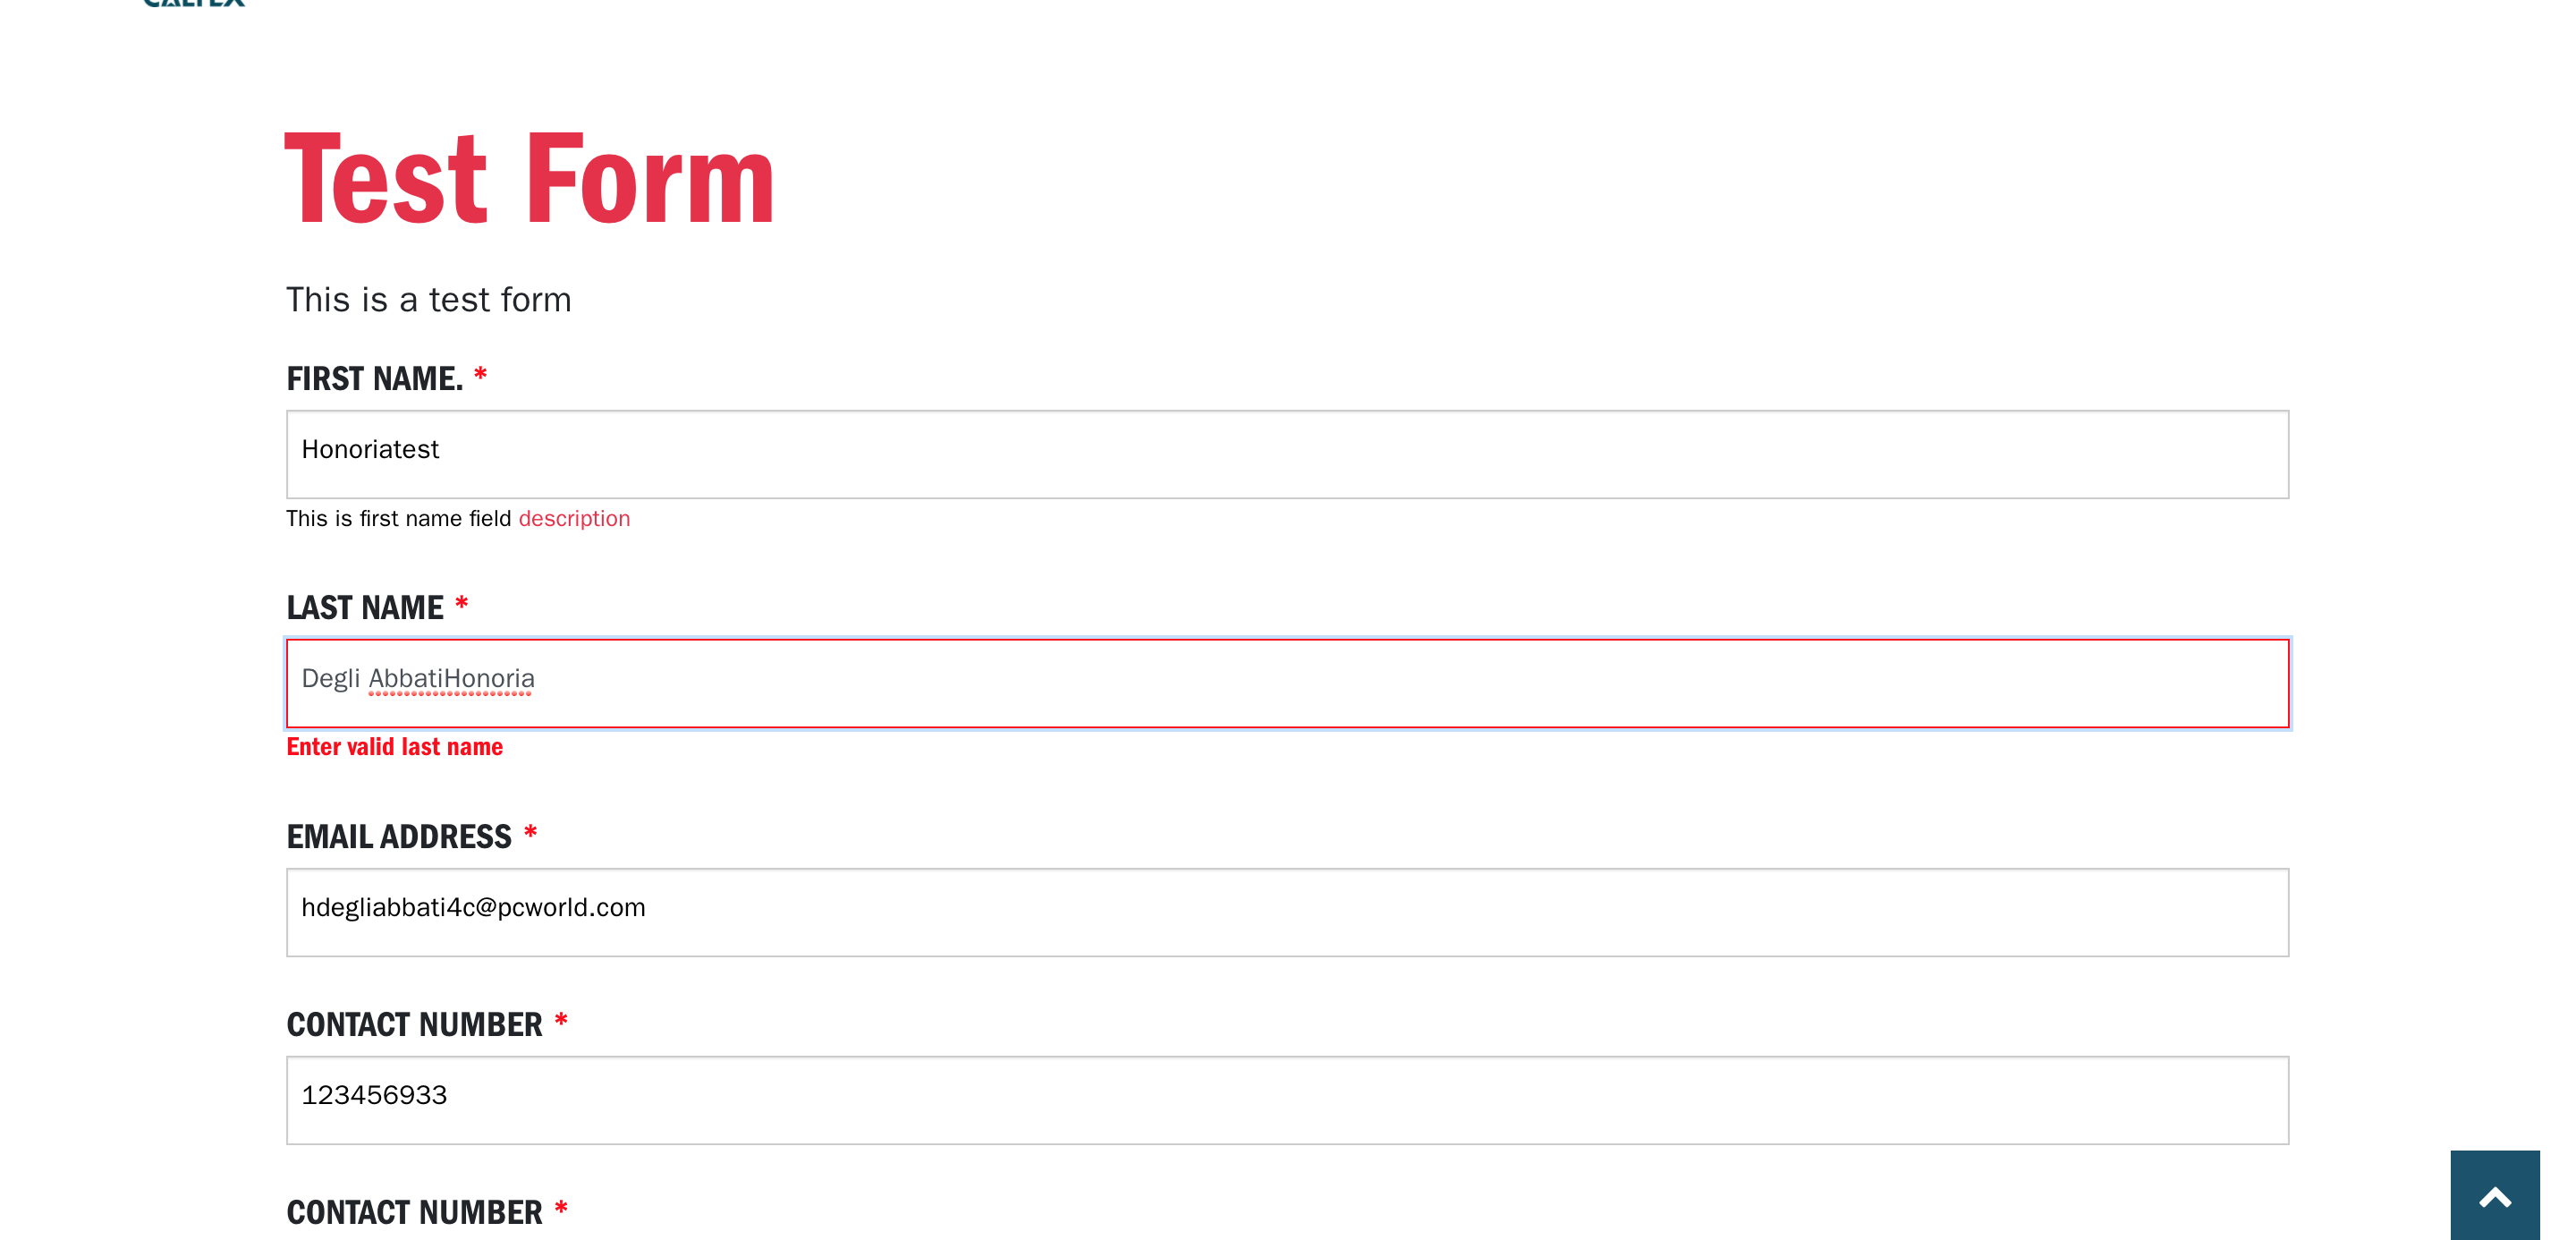 CALTEX
Test Form
This is a test form
FIRST NAME. *
Honoriatest
This is first name field description
LAST NAME *
Degli AbbatiHonoria
Enter valid last name
EMAIL ADDRESS *
hdegliabbati4c@pcworld.com
CONTACT NUMBER *
123456933
CONTACT NUMBER *